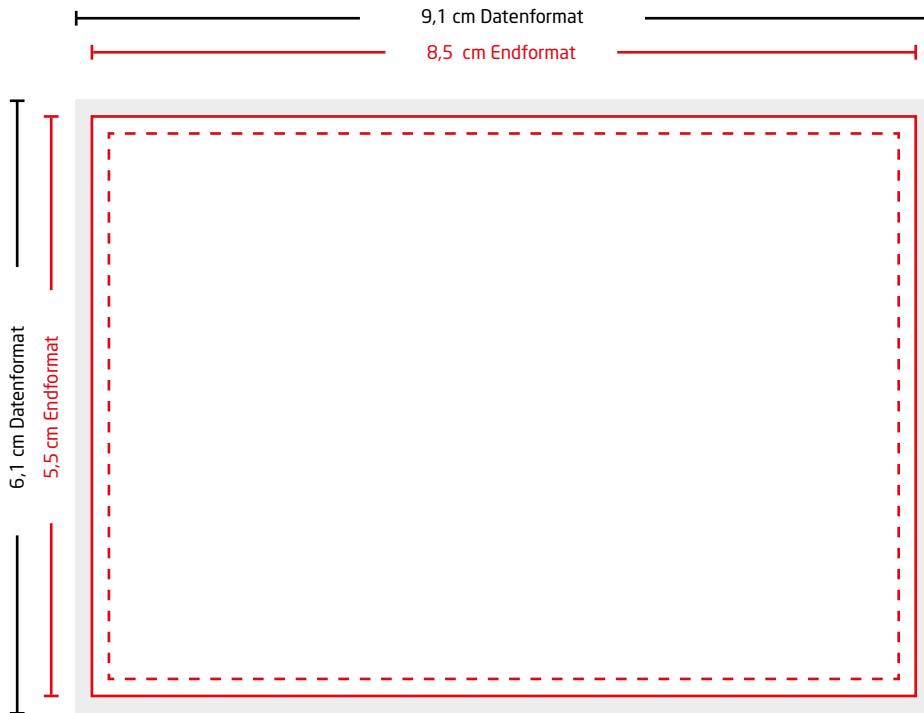 9,1 cm Datenformat
8,5 cm Endformat
6,1 cm Datenformat
5,5 cm Endformat